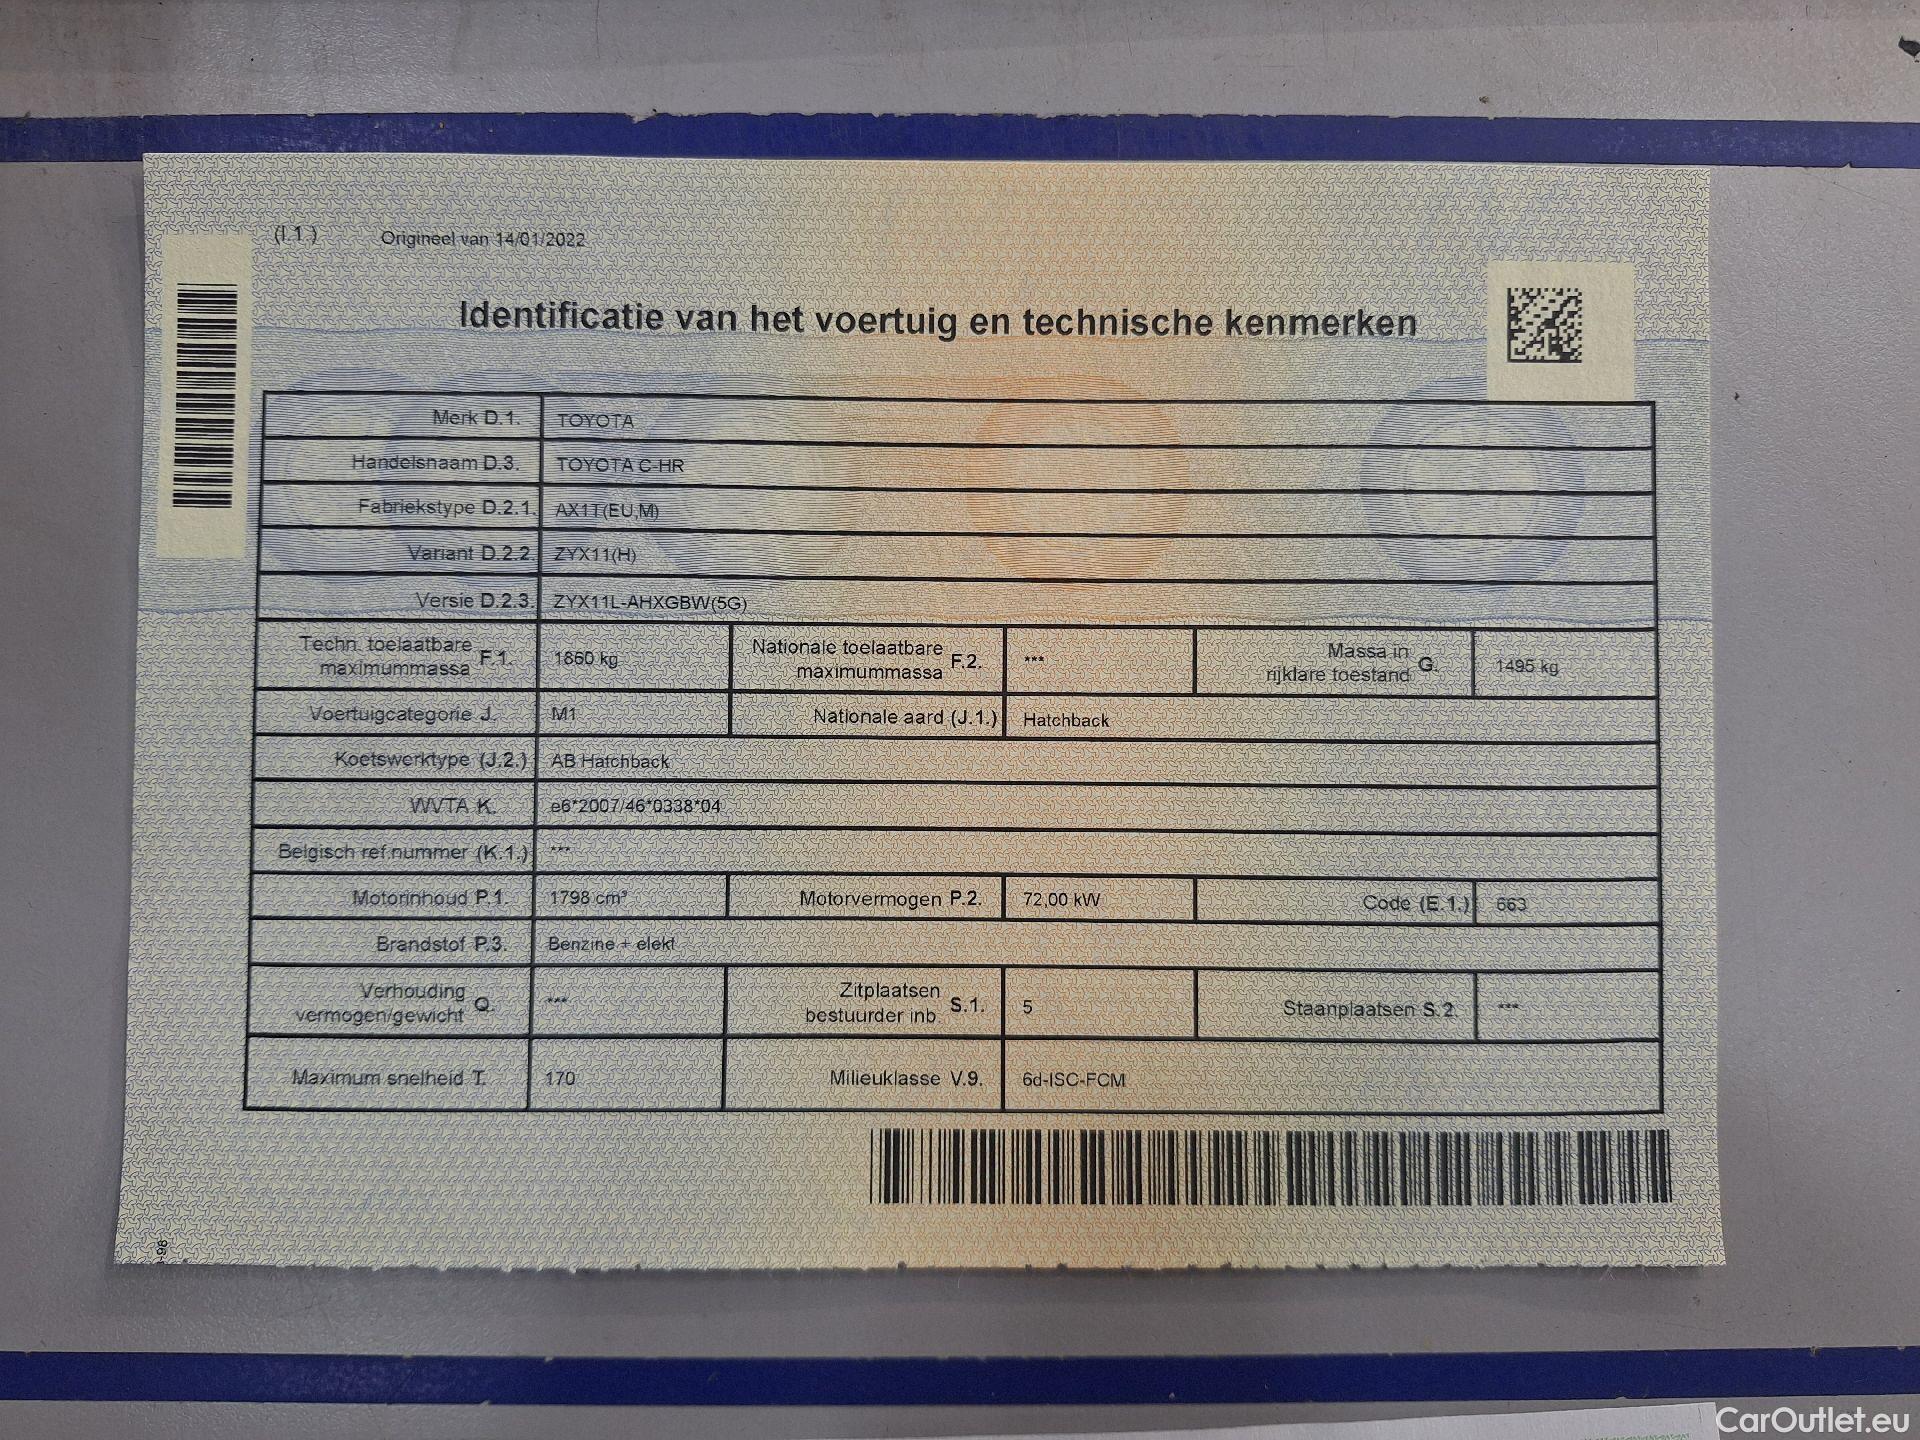 (I.1.) Origineel van 14/01/2022
Identificatie van het voertuig en technische kenmerken
Merk D.1. TOYOTA
Handelsnaam D.3. TOYOTA C-HR
Fabriekstype D.2.1. AX1T(EU,M)
Variant D.2.2. ZYX11(H)
Versie D.2.3. ZYX11L-AHXGBW(5G)
Techn. toelaatbare maximummassa F.1. 1860 kg Nationale toelaatbare maximummassa F.2. *** Massa in rijklare toestand G. 1495 kg
Voertuigcategorie J. M1 Nationale aard (J.1.) Hatchback
Koetswerktype (J.2.) AB Hatchback
WVTA K. e6*2007/46*0338*04
Belgisch ref.nummer (K.1.) ***
Motorinhoud P.1. 1798 cm³ Motorvermogen P.2. 72,00 kW Code (E.1.) 663
Brandstof P.3. Benzine + elekt
Verhouding vermogen/gewicht Q. *** Zitplaatsen bestuurder inb. S.1. 5 Staanplaatsen S.2. ***
Maximum snelheid T. 170 Milieuklasse V.9. 6d-ISC-FCM
CarOutlet.eu